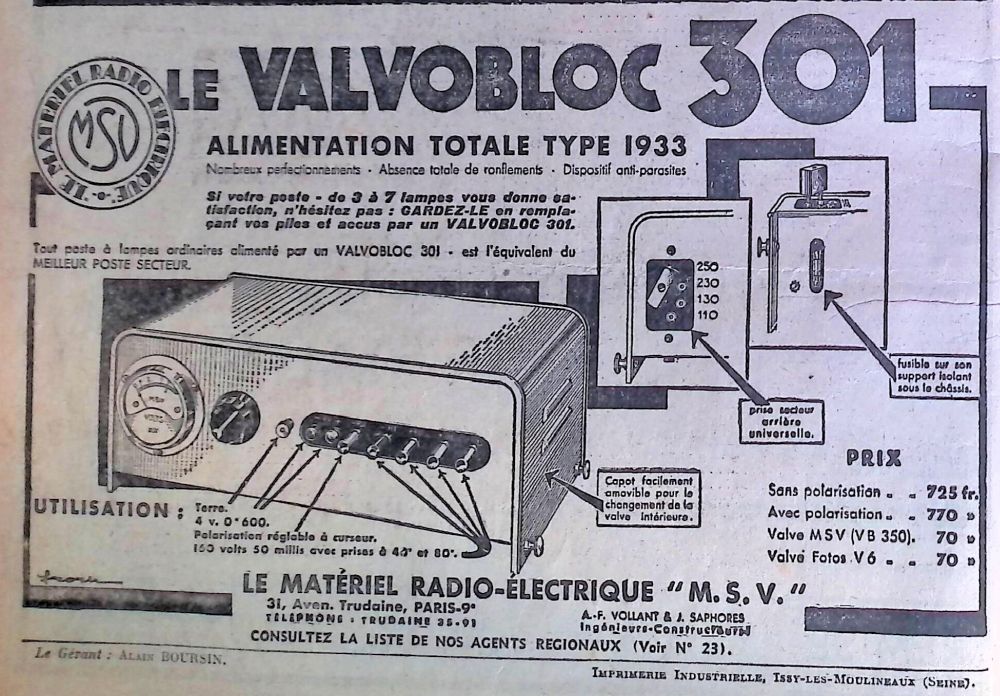 LE MATERIEL RADIO ELECTRIQUE
MSV
LE VALVOBLOC 301
ALIMENTATION TOTALE TYPE 1933
Nombreux perfectionnements - Absence totale de ronflements - Dispositif anti-parasites
Si votre poste - de 3 à 7 lampes vous donne sa-
tisfaction, n'hésitez pas : GARDEZ-LE en rempla-
çant vos piles et accus par un VALVOBLOC 301.
Tout poste à lampes ordinaires alimenté par un VALVOBLOC 301 - est l'équivalent du
MEILLEUR POSTE SECTEUR.
250
230
130
110
fusible sur son
support isolant
sous le châssis.
prise secteur
arrière
universelle.
MSV
VOLTS
Capot facilement
amovible pour le
changement de la
valve intérieure.
PRIX
Sans polarisation - - 725 fr.
Avec polarisation - - 770 »
Valve MSV (VB 350). 70 »
Valve Fotos V 6 - 70 »
UTILISATION :
Terre.
4 v. 0ᵃ600.
Polarisation réglable à curseur.
160 volts 50 millis avec prises à 40ᵛ et 80ᵛ.
LE MATÉRIEL RADIO-ÉLECTRIQUE "M.S.V."
31, Aven. Trudaine, PARIS-9ᵉ
TÉLÉPHONE : TRUDAINE 35-91
A.-F. VOLLANT & J. SAPHORES
Ingénieurs-Constructeurs
CONSULTEZ LA LISTE DE NOS AGENTS REGIONAUX (Voir N° 23).
Le Gérant : ALAIN BOURSIN.
IMPRIMERIE INDUSTRIELLE, ISSY-LES-MOULINEAUX (SEINE).